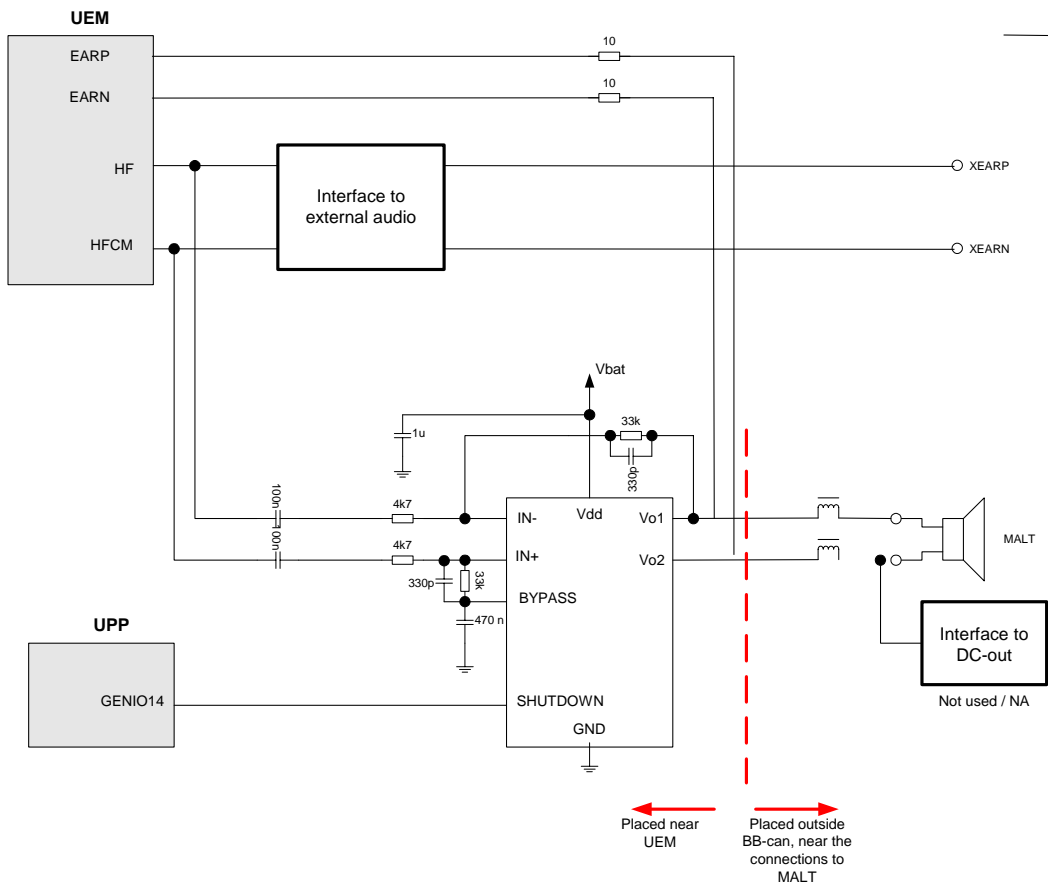 UEM
EARP
10
EARN
10
HF
XEARP
Interface to
external audio
HFCM
XEARN
Vbat
1u
33k
330p
100n
4k7
IN-
Vdd
Vo1
MALT
100n
4k7
IN+
Vo2
330p
33k
BYPASS
470 n
UPP
Interface to
DC-out
GENIO14
SHUTDOWN
Not used / NA
GND
Placed near
UEM
Placed outside
BB-can, near the
connections to
MALT